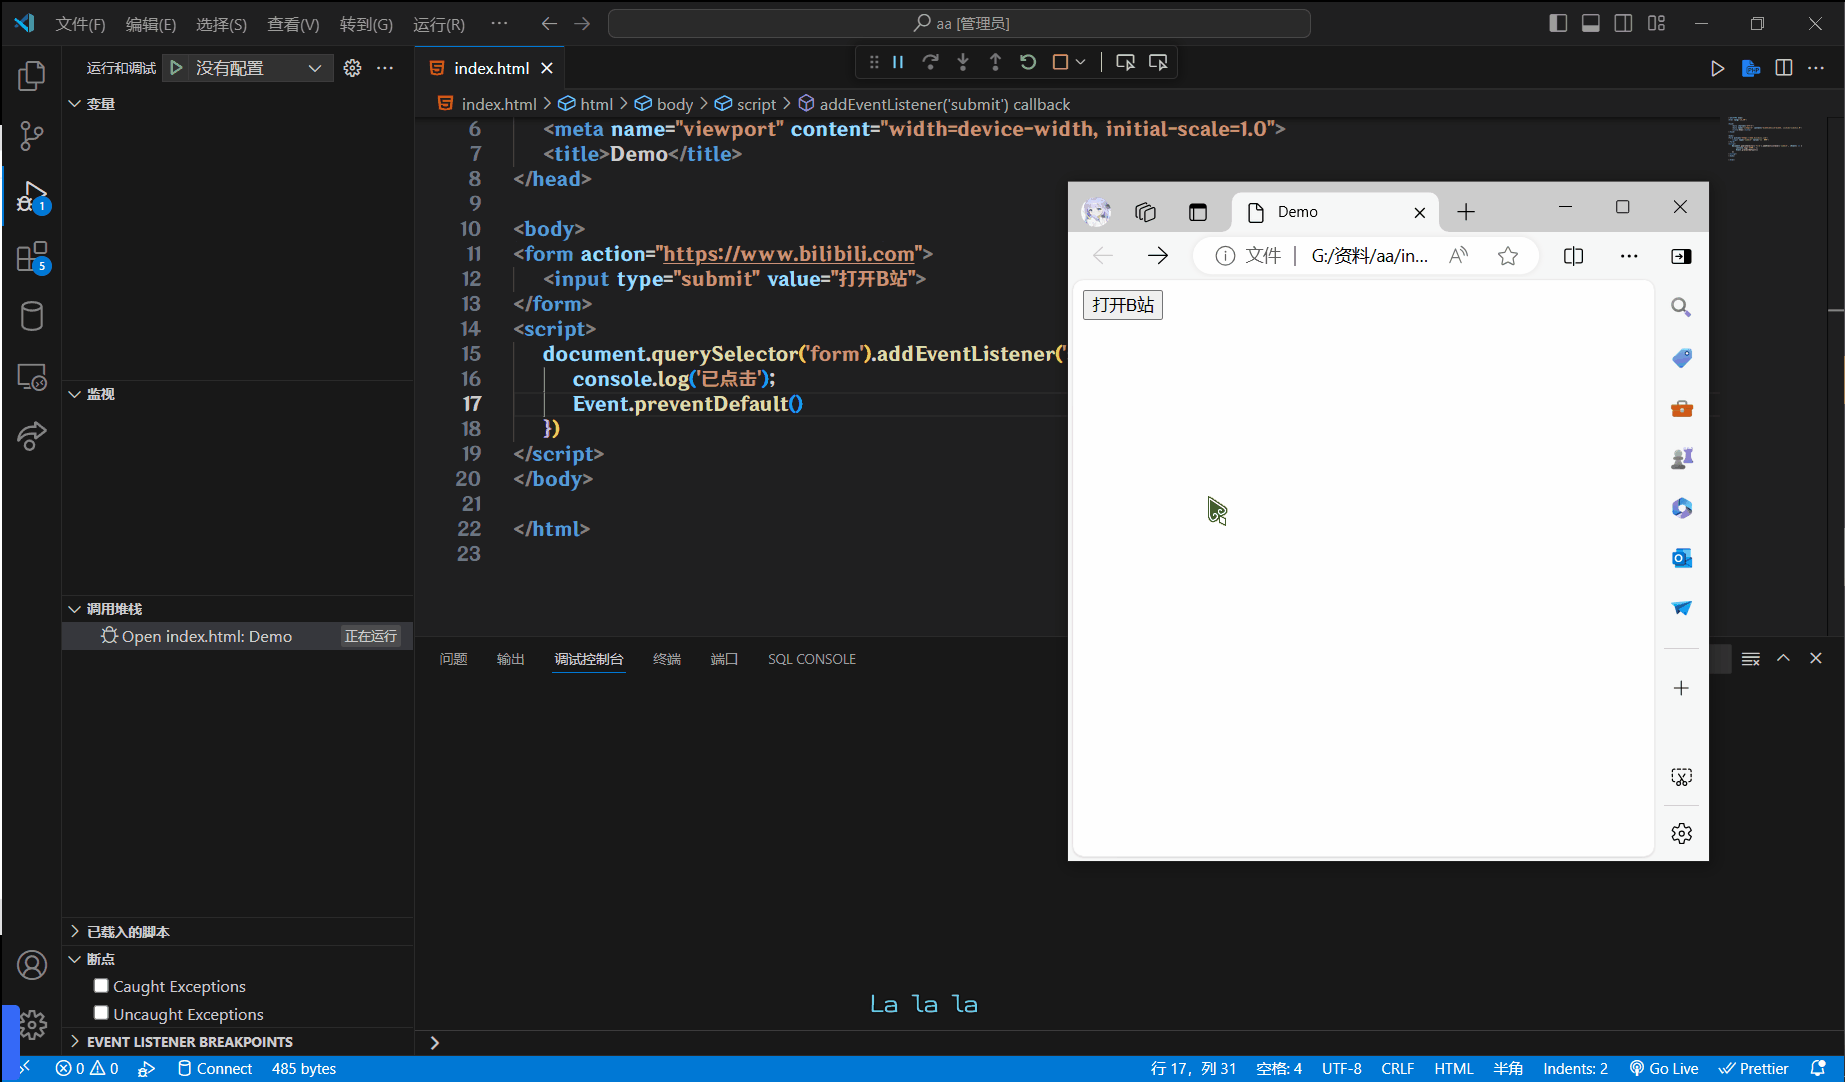 文件(F) 编辑(E) 选择(S) 查看(V) 转到(G) 运行(R) ··· aa [管理员]
运行和调试 没有配置 ···
index.html
index.html > html > body > script > addEventListener('submit') callback
变量
监视
调用堆栈
Open index.html: Demo 正在运行
已载入的脚本
断点
Caught Exceptions
Uncaught Exceptions
EVENT LISTENER BREAKPOINTS
1
5
6 <meta name="viewport" content="width=device-width, initial-scale=1.0">
7 <title>Demo</title>
8 </head>
9
10 <body>
11 <form action="https://www.bilibili.com">
12 <input type="submit" value="打开B站">
13 </form>
14 <script>
15 document.querySelector('form').addEventListener('
16 console.log('已点击');
17 Event.preventDefault()
18 })
19 </script>
20 </body>
21
22 </html>
23
Demo
文件 | G:/资料/aa/in...
打开B站
问题 输出 调试控制台 终端 端口 SQL CONSOLE
La la la
0 0 Connect 485 bytes 行 17, 列 31 空格: 4 UTF-8 CRLF HTML 半角 Indents: 2 Go Live Prettier